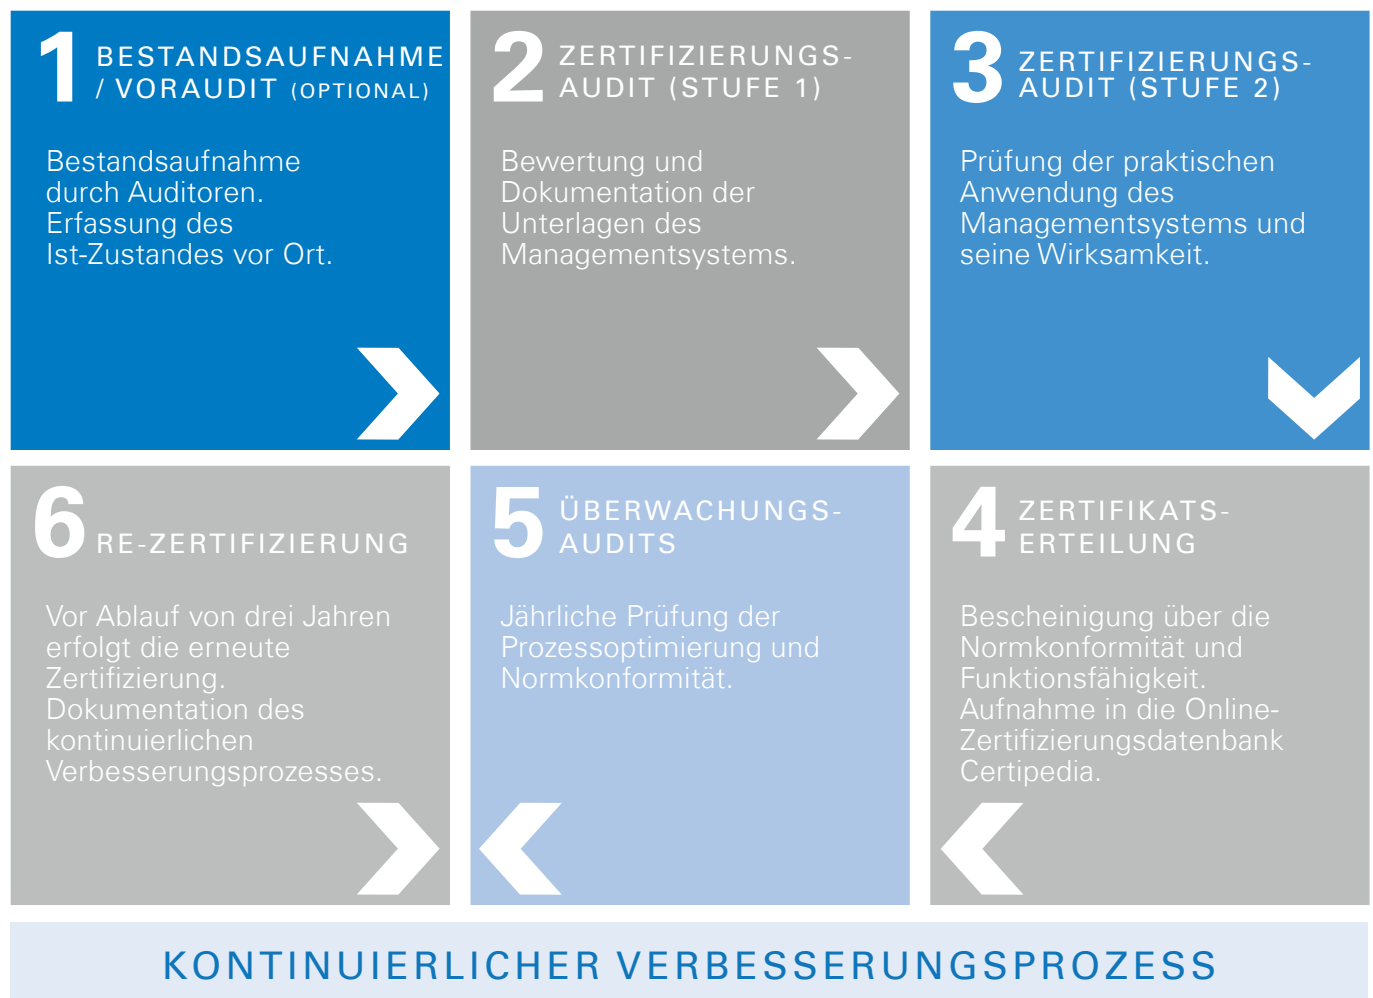 1 BESTANDSAUFNAHME
/ VORAUDIT (OPTIONAL)
Bestandsaufnahme
durch Auditoren.
Erfassung des
Ist-Zustandes vor Ort.
2 ZERTIFIZIERUNGS-
AUDIT (STUFE 1)
Bewertung und
Dokumentation der
Unterlagen des
Managementsystems.
3 ZERTIFIZIERUNGS-
AUDIT (STUFE 2)
Prüfung der praktischen
Anwendung des
Managementsystems und
seine Wirksamkeit.
4 ZERTIFIKATS-
ERTEILUNG
Bescheinigung über die
Normkonformität und
Funktionsfähigkeit.
Aufnahme in die Online-
Zertifizierungsdatenbank
Certipedia.
5 ÜBERWACHUNGS-
AUDITS
Jährliche Prüfung der
Prozessoptimierung und
Normkonformität.
6 RE-ZERTIFIZIERUNG
Vor Ablauf von drei Jahren
erfolgt die erneute
Zertifizierung.
Dokumentation des
kontinuierlichen
Verbesserungsprozesses.
KONTINUIERLICHER VERBESSERUNGSPROZESS